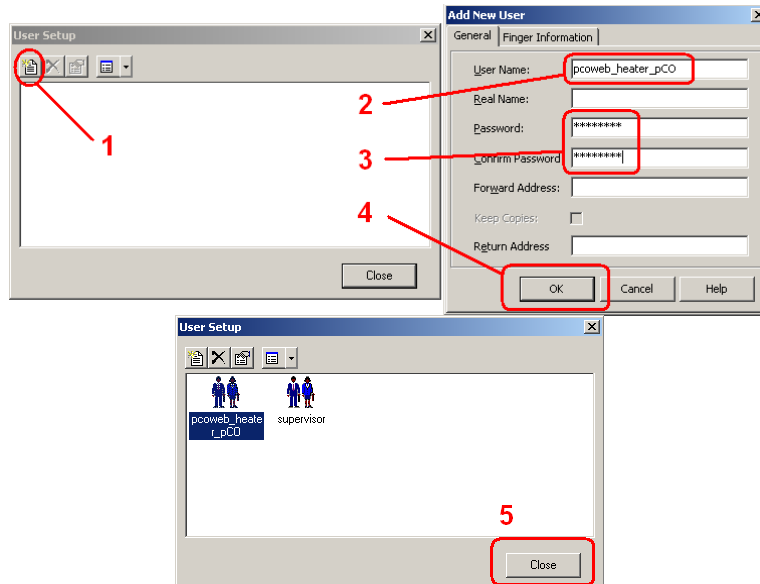 User Setup
1
Close
Add New User
General
Finger Information
User Name:
pcoweb_heater_pCO
2
Real Name:
Password:
********
3
Confirm Password
********
Forward Address:
4
Keep Copies:
Return Address
OK
Cancel
Help
User Setup
pcoweb_heate
r_pCO
supervisor
5
Close